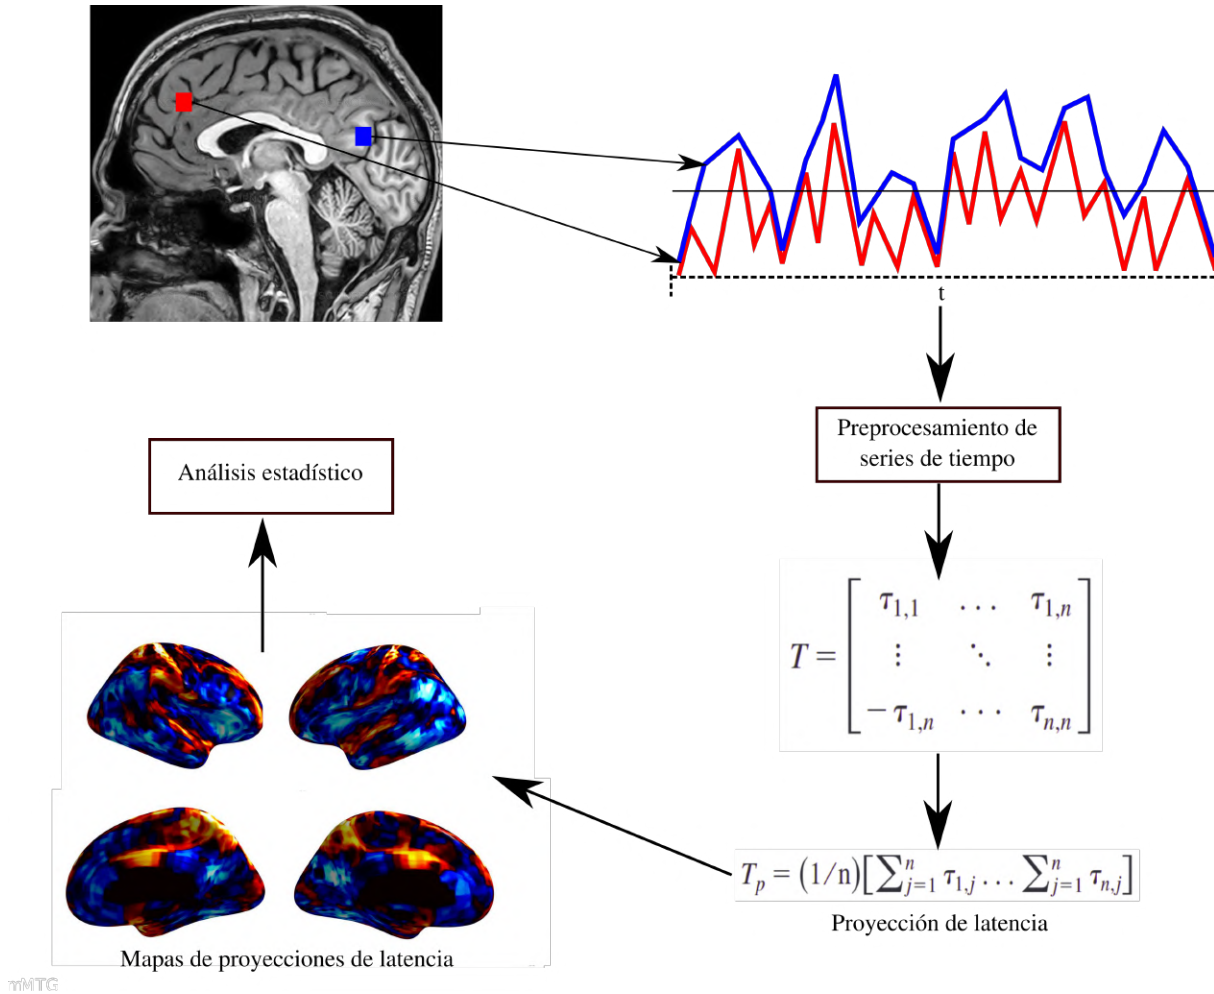 t
Preprocesamiento de
series de tiempo
Análisis estadístico
T = [ τ₁,₁ . . . τ₁,ₙ
⋮ ⋱ ⋮
− τ₁,ₙ · · · τₙ,ₙ ]
Tₚ = (1/n)[∑ⁿⱼ₌₁ τ₁,ⱼ . . . ∑ⁿⱼ₌₁ τₙ,ⱼ]
Proyección de latencia
Mapas de proyecciones de latencia